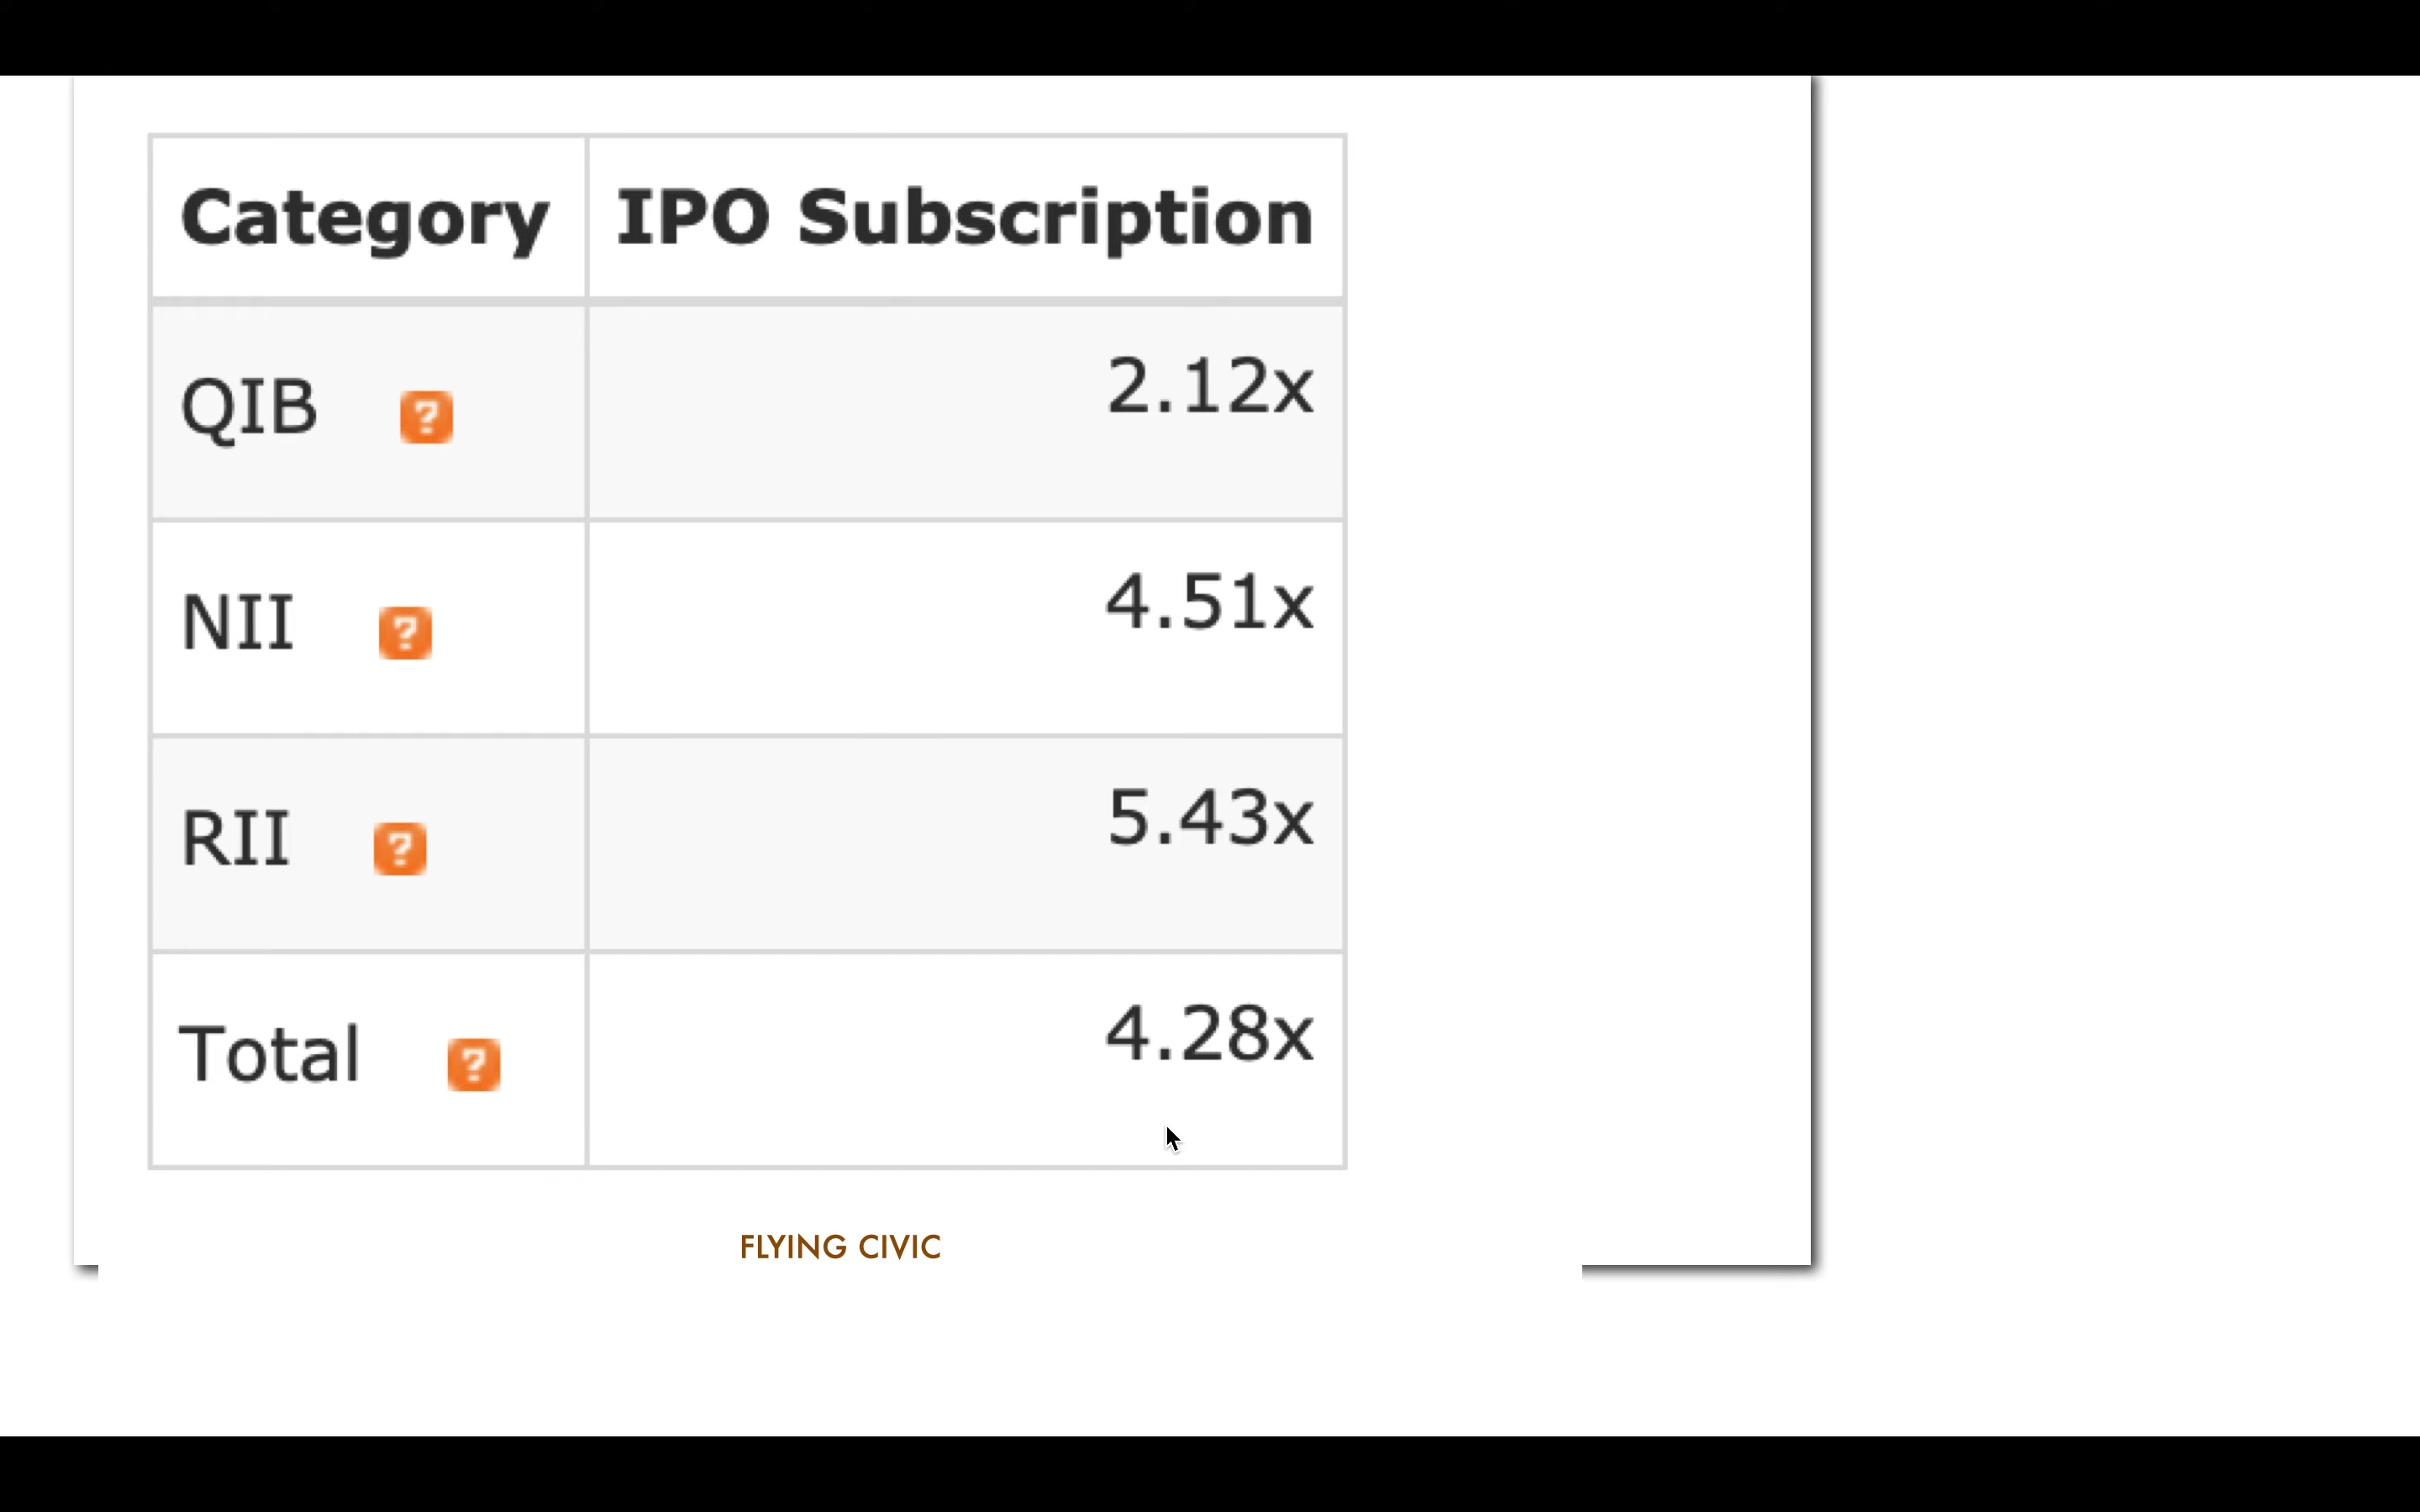 Category IPO Subscription
QIB ? 2.12x
NII ? 4.51x
RII ? 5.43x
Total ? 4.28x
FLYING CIVIC